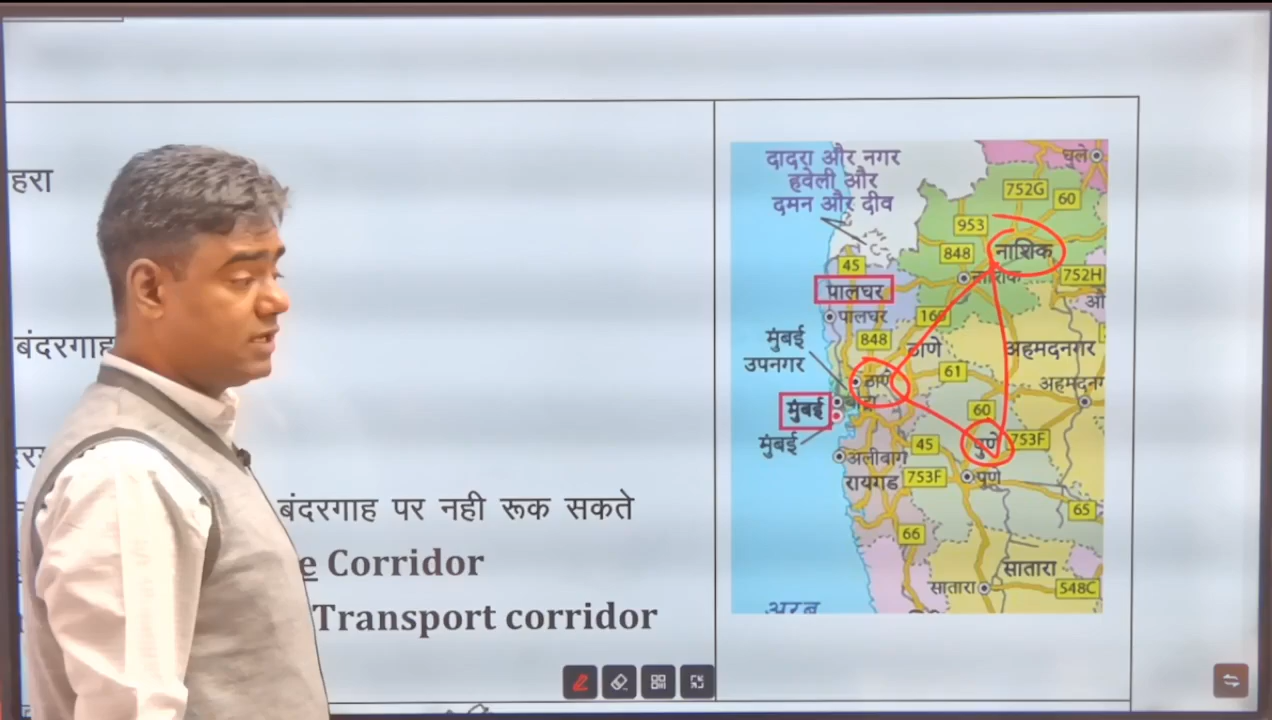 हरा
बंदरगाह
बंदरगाह पर नही रूक सकते
e Corridor
Transport corridor
दादरा और नगर
हवेली और
दमन और दीव
धुले
752G
60
953
848
नाशिक
नाशिक
752H
45
पालघर
पालघर
160
848
मुंबई
उपनगर
ठाणे
अहमदनगर
61
ठाणे
अहमदनग
मुंबई
60
मुंबई
45
पुणे
753F
अलीबाग
रायगड
753F
पुणे
65
66
सातारा
सातारा
548C
अरब